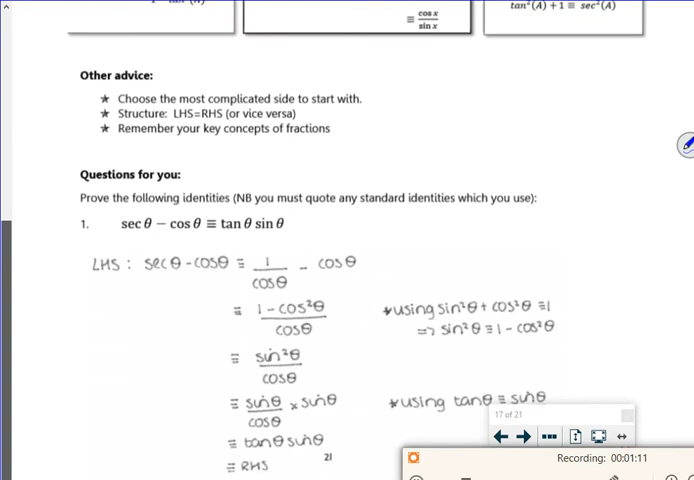 ≡ cos x / sin x
tan²(A) + 1 ≡ sec²(A)
Other advice:
★ Choose the most complicated side to start with.
★ Structure: LHS=RHS (or vice versa)
★ Remember your key concepts of fractions
Questions for you:
Prove the following identities (NB you must quote any standard identities which you use):
1. sec θ − cos θ ≡ tan θ sin θ
LHS : secθ - cosθ ≡ 1/cosθ - cosθ
≡ 1 - cos²θ / cosθ *using sin²θ + cos²θ ≡1
=> sin²θ ≡ 1 - cos²θ
≡ sin²θ / cosθ
≡ sinθ / cosθ × sinθ *using tanθ ≡ sinθ
≡ tanθ sinθ
≡ RHS
21
17 of 21
Recording: 00:01:11